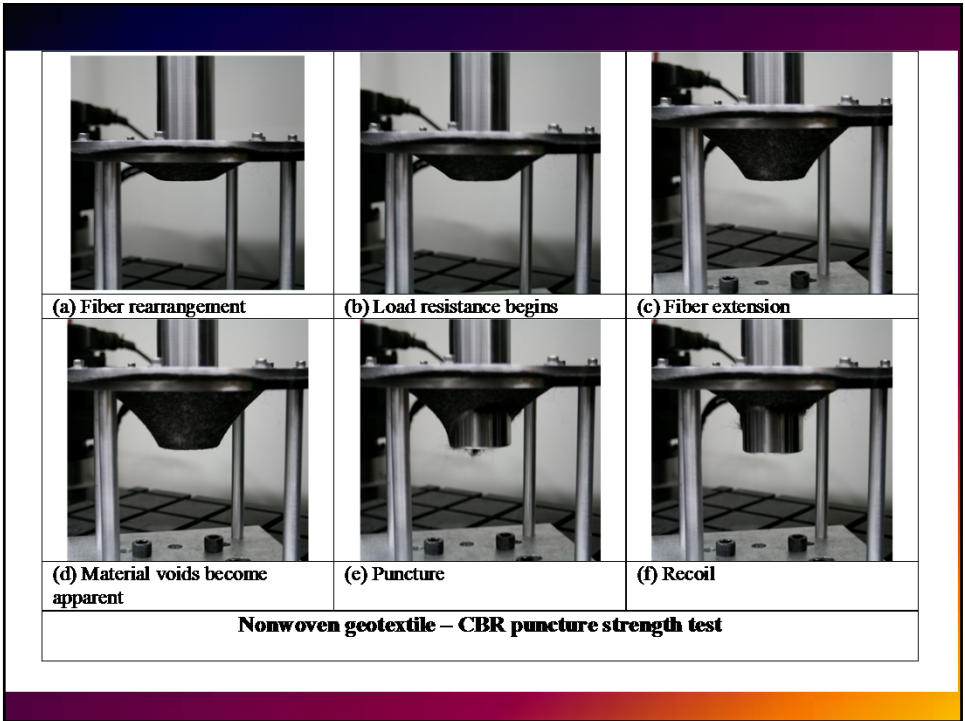 (a) Fiber rearrangement
(b) Load resistance begins
(c) Fiber extension
(d) Material voids become
apparent
(e) Puncture
(f) Recoil
Nonwoven geotextile – CBR puncture strength test